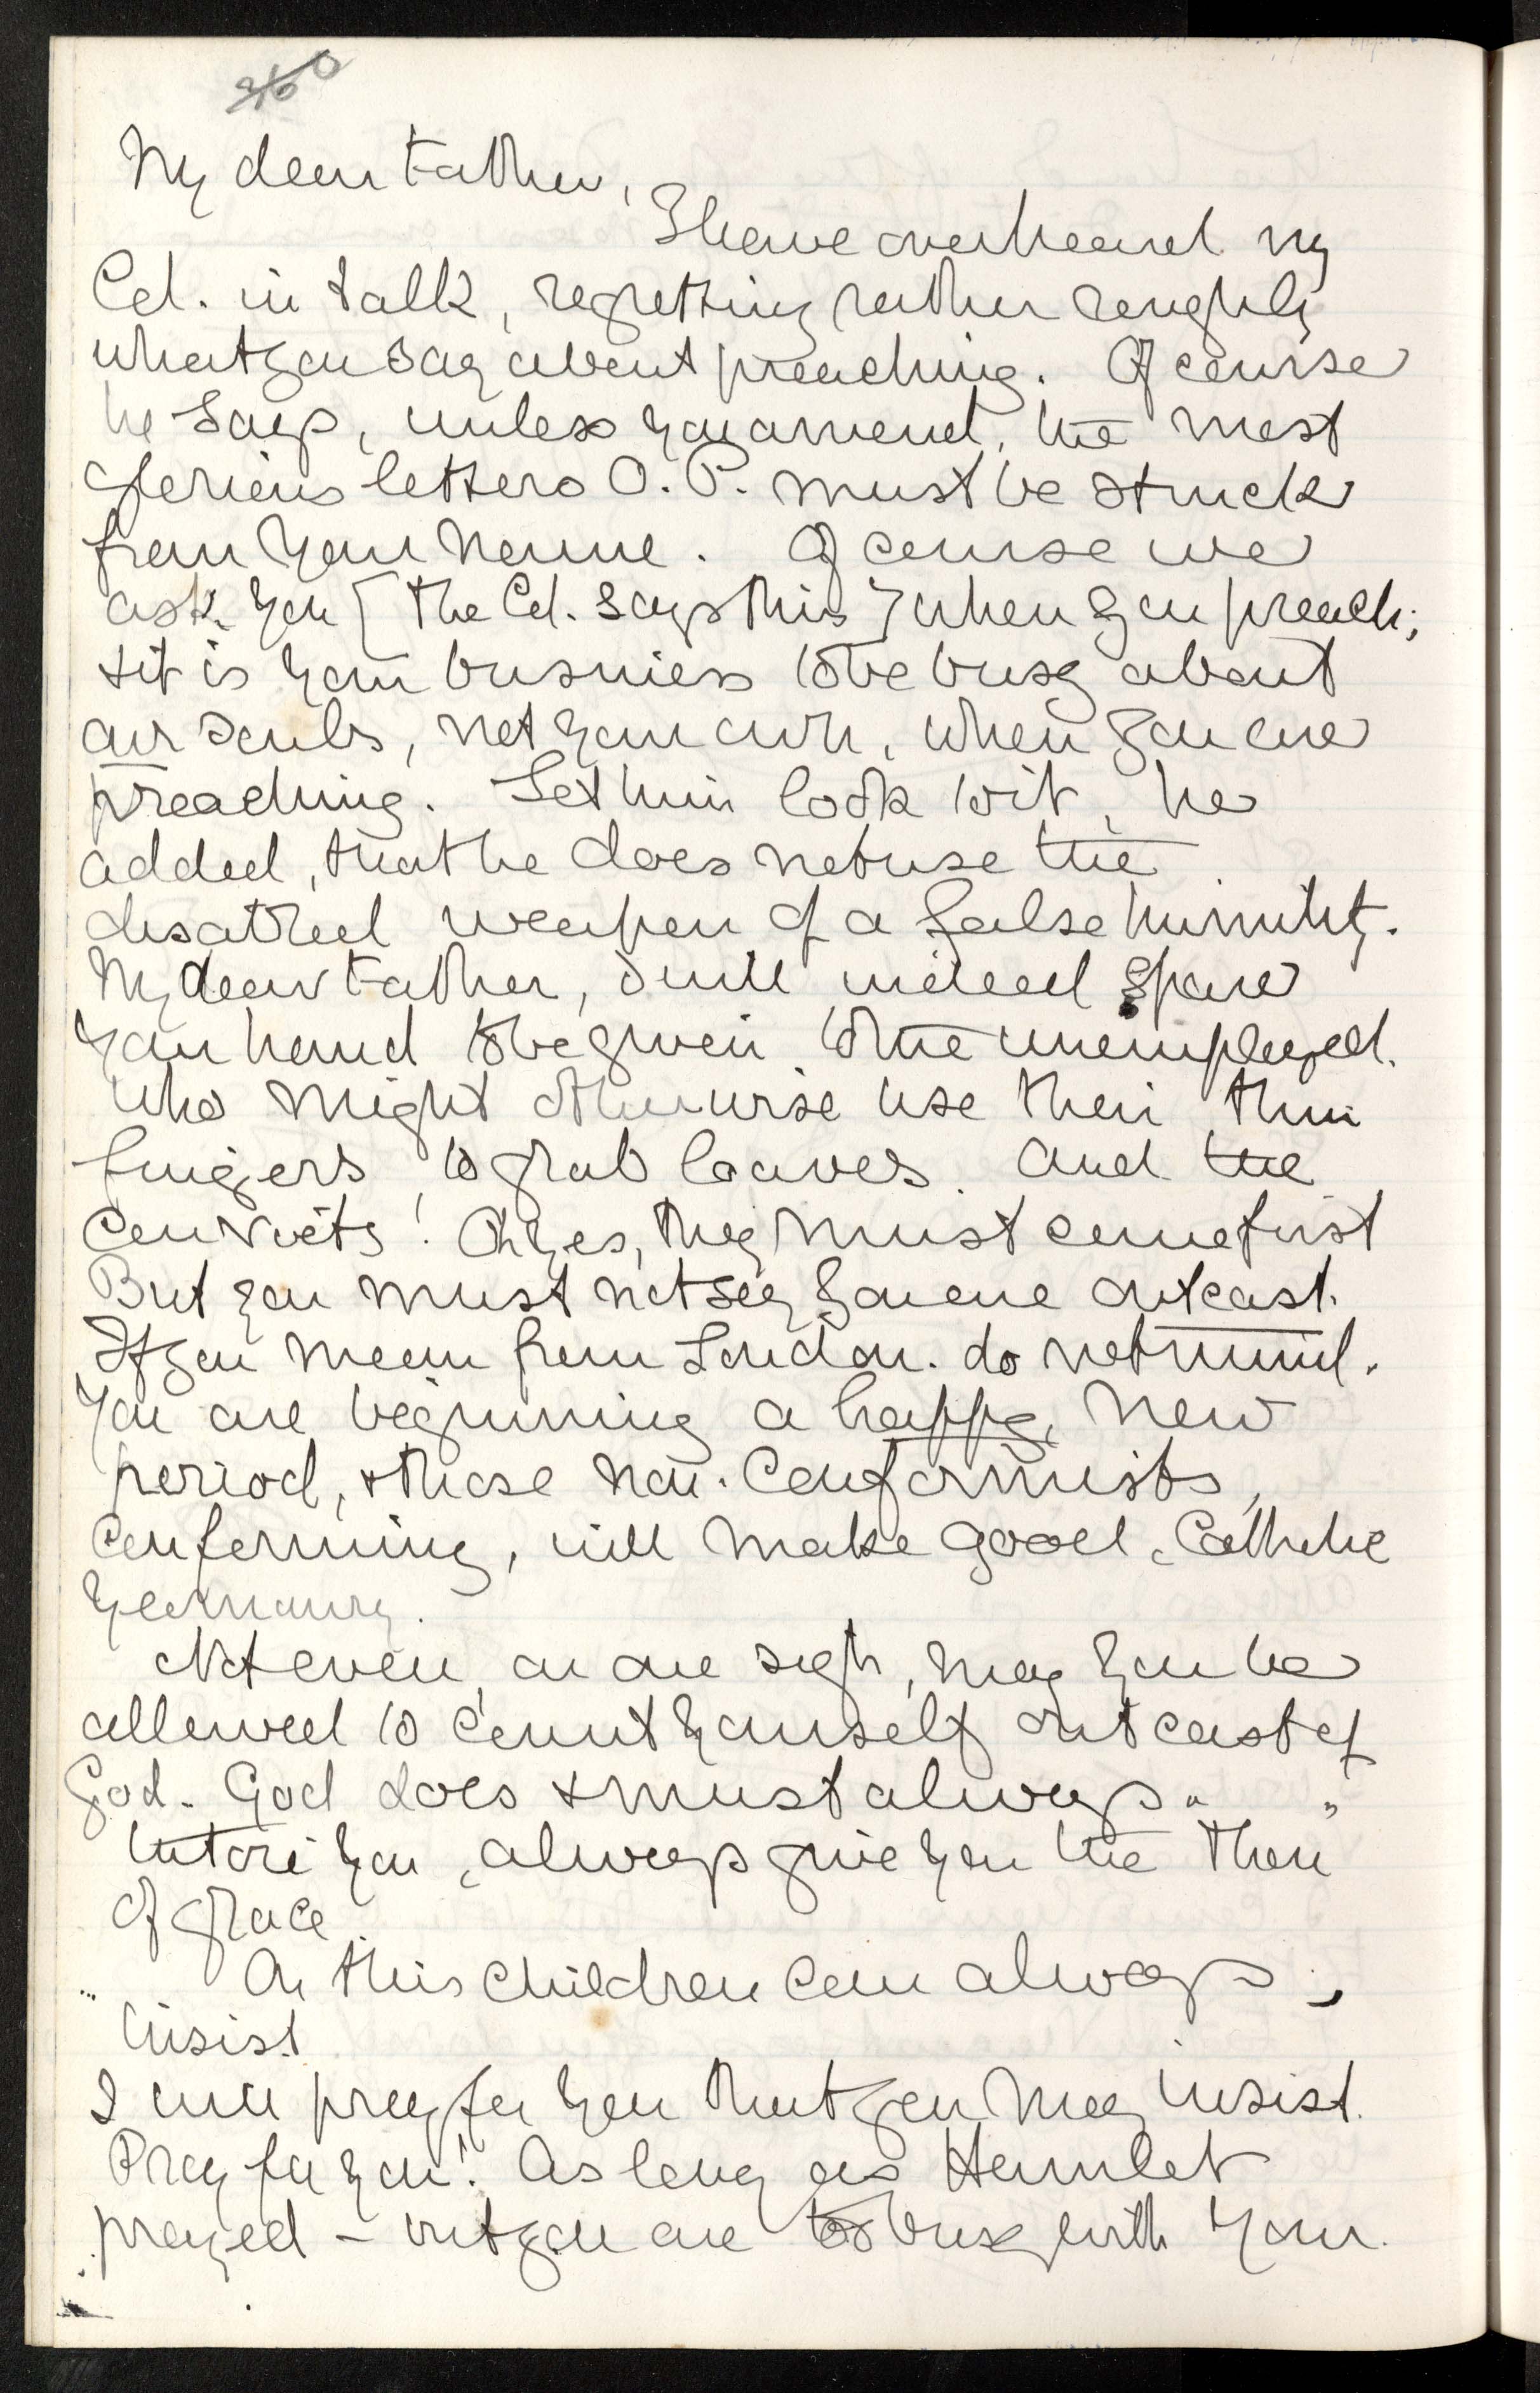 360
My dear Father,
I have overheard my
Cd. in talk, regretting rather roughly
what you say about preaching. Of course
he says, unless you amend, the most
glorious letters O. P. must be struck
from your name. Of course we
ask you [the Cd. says this] when you preach;
& it is your business to be busy about
our souls, not your own, when you are
preaching. Let him look to it, he
added, that he does not use the
weapon of a false humility.
My dear Father, I will indeed spare
your hand to be given to the unemployed.
who might otherwise use their thin
fingers to grab loaves. And the
Convicts! Oh yes, they must come first
But you must not say you are outcast.
If you mean from London. do not mind.
You are beginning a happy, new
period, & those Non. Conformists,
conforming, will make good, Catholic
yeomanry.
Not even, on one sigh, may you be
allowed to count yourself outcast of
God. God does & must always "
tutoie you, always give you the "Thou"
of grace
On this children can always,
insist.
I will pray for you that you may insist.
Pray for you! As long as Hamlet
prayed – but you are too busy with your